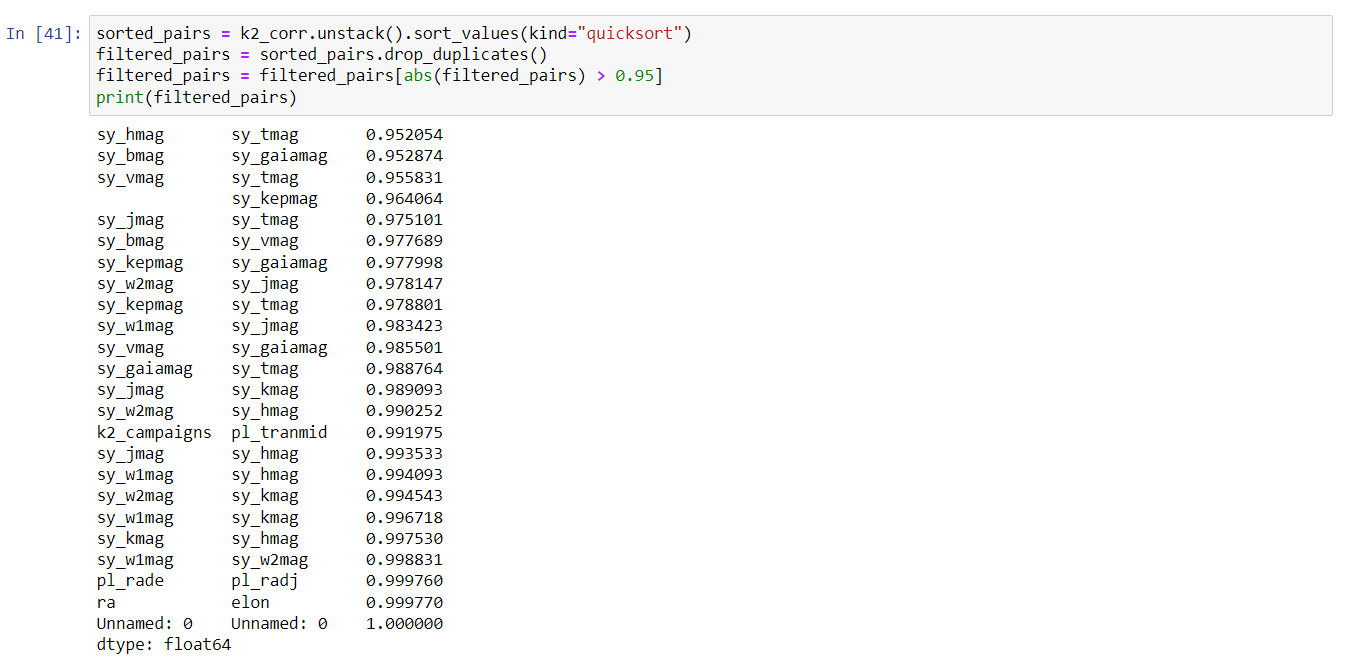 In [41]: sorted_pairs = k2_corr.unstack().sort_values(kind="quicksort")
filtered_pairs = sorted_pairs.drop_duplicates()
filtered_pairs = filtered_pairs[abs(filtered_pairs) > 0.95]
print(filtered_pairs)
sy_hmag       sy_tmag       0.952054
sy_bmag       sy_gaiamag    0.952874
sy_vmag       sy_tmag       0.955831
              sy_kepmag     0.964064
sy_jmag       sy_tmag       0.975101
sy_bmag       sy_vmag       0.977689
sy_kepmag     sy_gaiamag    0.977998
sy_w2mag      sy_jmag       0.978147
sy_kepmag     sy_tmag       0.978801
sy_w1mag      sy_jmag       0.983423
sy_vmag       sy_gaiamag    0.985501
sy_gaiamag    sy_tmag       0.988764
sy_jmag       sy_kmag       0.989093
sy_w2mag      sy_hmag       0.990252
k2_campaigns  pl_tranmid    0.991975
sy_jmag       sy_hmag       0.993533
sy_w1mag      sy_hmag       0.994093
sy_w2mag      sy_kmag       0.994543
sy_w1mag      sy_kmag       0.996718
sy_kmag       sy_hmag       0.997530
sy_w1mag      sy_w2mag      0.998831
pl_rade       pl_radj       0.999760
ra            elon          0.999770
Unnamed: 0    Unnamed: 0    1.000000
dtype: float64